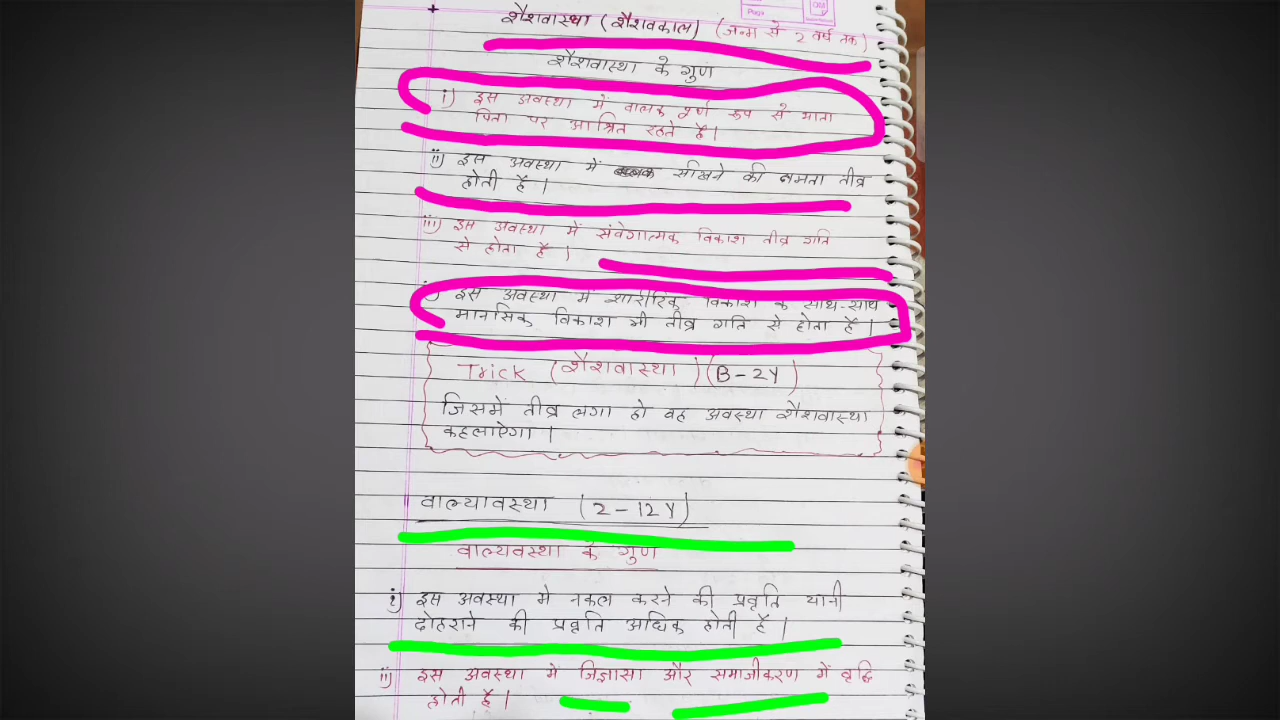 शैशवास्था (शैशवकाल) (जन्म से 2 वर्ष तक)
शैशवास्था के गुण
i) इस अवस्था में बालक पूर्ण रूप से माता
पिता पर आश्रित रहते हैं।
ii) इस अवस्था में सीखने की क्षमता तीव्र
होती है।
iii) इस अवस्था में संवेगात्मक विकाश तीव्र गति
से होता है।
इस अवस्था में शारीरिक विकाश के साथ-साथ
मानसिक विकाश भी तीव्र गति से होता है।
Trick (शैशवास्था) (B-2Y)
जिसमें तीव्र लगा हो वह अवस्था शैशवास्था
कहलाऐगा।
वाल्यावस्था (2-12Y)
वाल्यवस्था के गुण
i) इस अवस्था मे नकल करने की प्रवृति यानी
दोहराने की प्रवृति अधिक होती है।
ii) इस अवस्था में जिज्ञासा और समाजीकरण में वृद्धि
होती है।